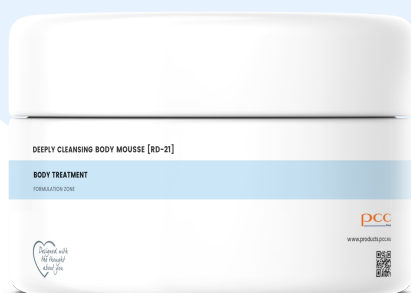 DEEPLY CLEANSING BODY MOUSSE [RD-21]
BODY TREATMENT
FORMULATION ZONE
pcc
www.products.pcc.eu
Designed with
the thought
about you